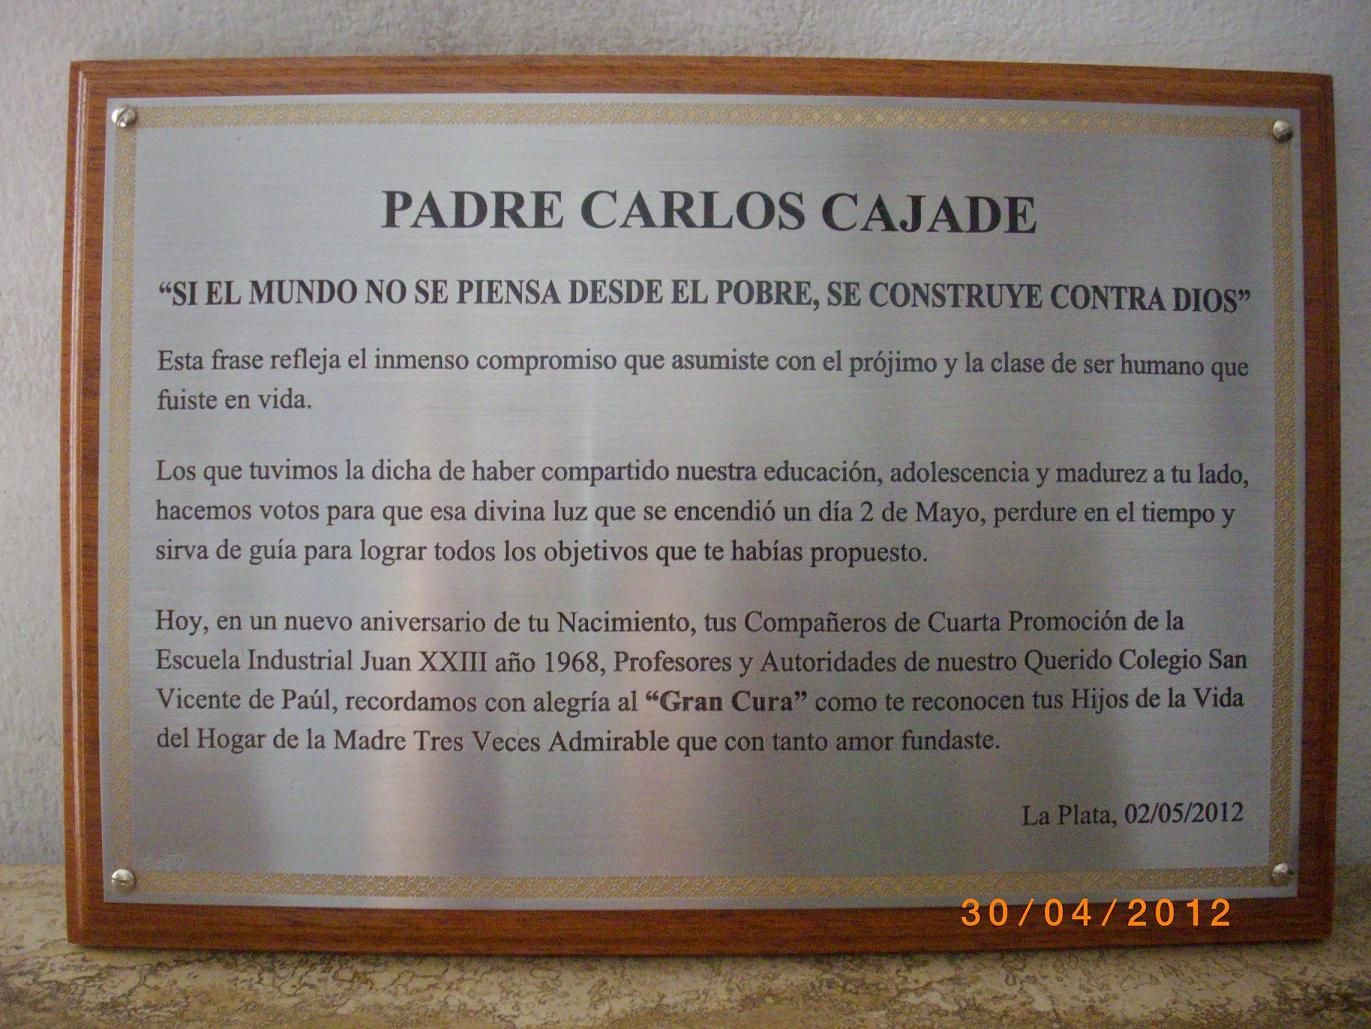 PADRE CARLOS CAJADE
“SI EL MUNDO NO SE PIENSA DESDE EL POBRE, SE CONSTRUYE CONTRA DIOS”
Esta frase refleja el inmenso compromiso que asumiste con el prójimo y la clase de ser humano que
fuiste en vida.
Los que tuvimos la dicha de haber compartido nuestra educación, adolescencia y madurez a tu lado,
hacemos votos para que esa divina luz que se encendió un día 2 de Mayo, perdure en el tiempo y
sirva de guía para lograr todos los objetivos que te habías propuesto.
Hoy, en un nuevo aniversario de tu Nacimiento, tus Compañeros de Cuarta Promoción de la
Escuela Industrial Juan XXIII año 1968, Profesores y Autoridades de nuestro Querido Colegio San
Vicente de Paúl, recordamos con alegría al “Gran Cura” como te reconocen tus Hijos de la Vida
del Hogar de la Madre Tres Veces Admirable que con tanto amor fundaste.
La Plata, 02/05/2012
30/04/2012